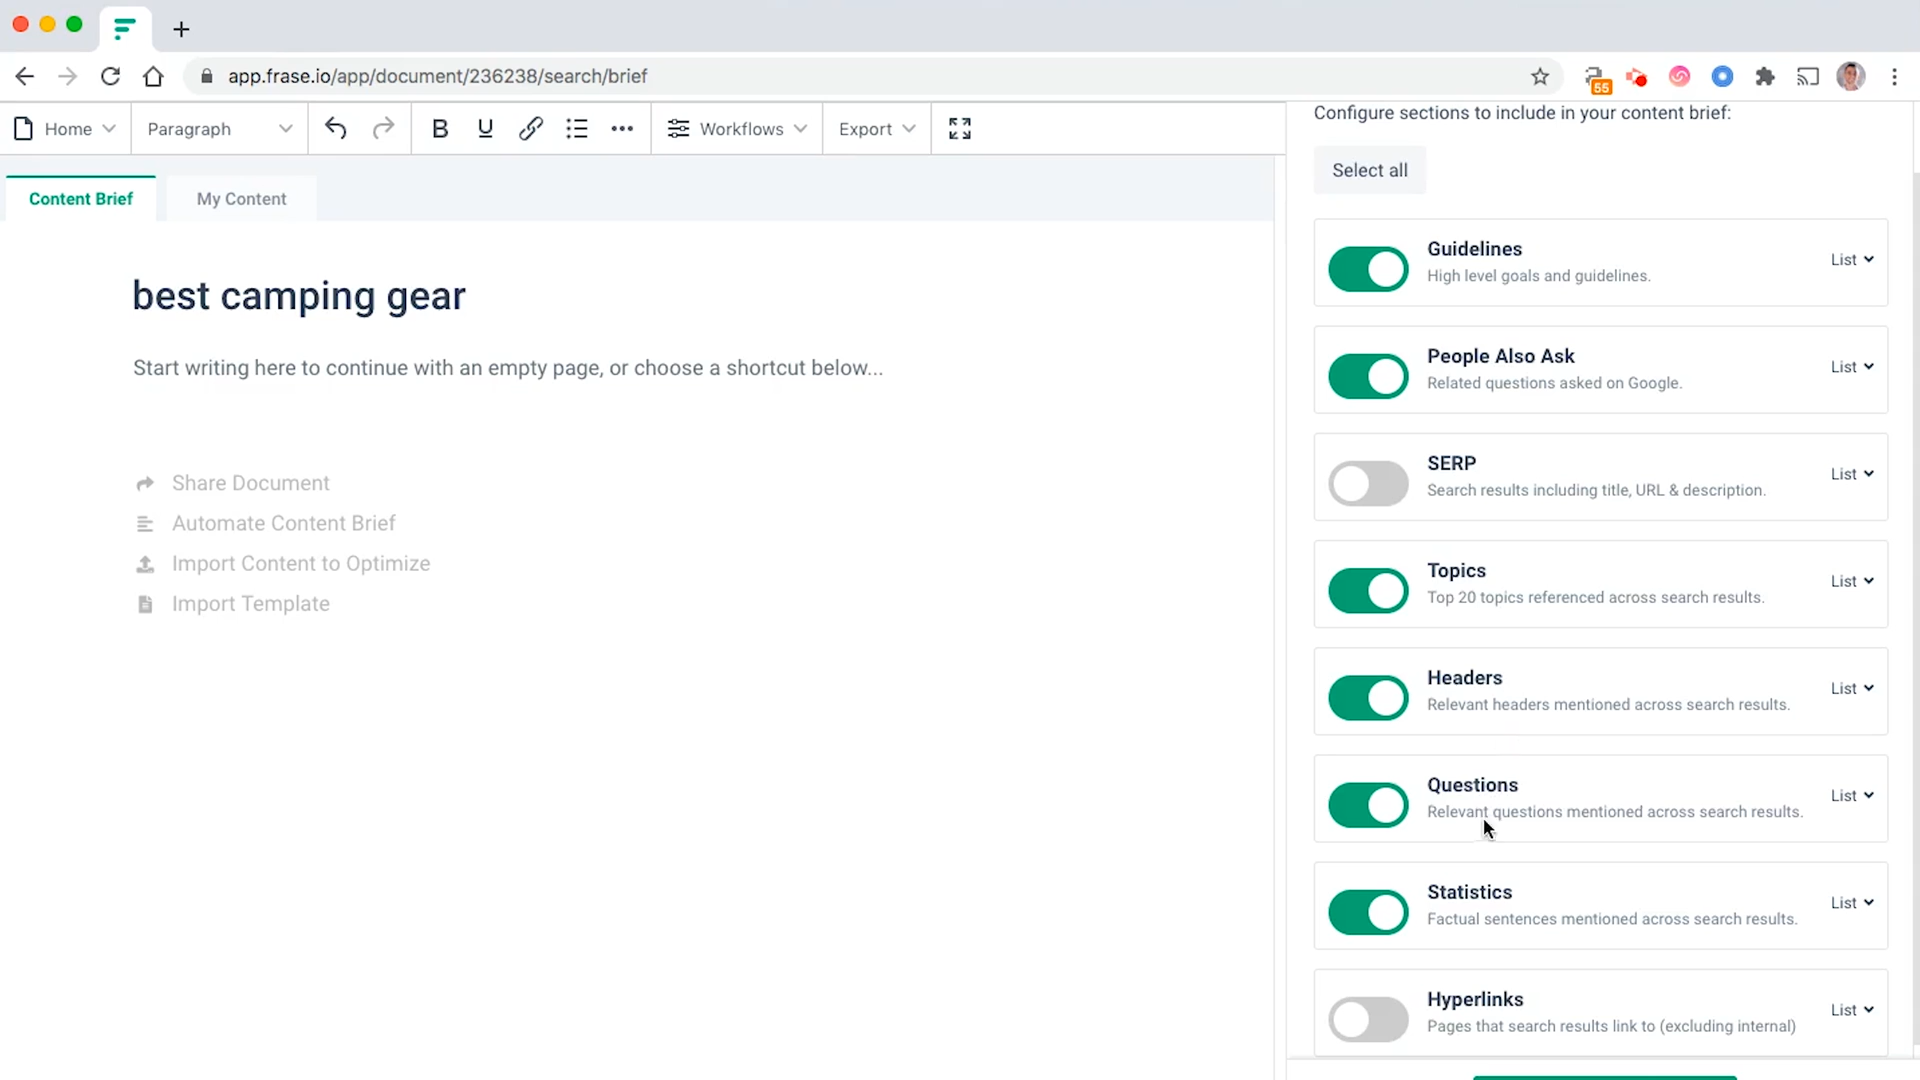 app.frase.io/app/document/236238/search/brief
55
Home
Paragraph
B
U
Workflows
Export
Content Brief
My Content
best camping gear
Start writing here to continue with an empty page, or choose a shortcut below...
Share Document
Automate Content Brief
Import Content to Optimize
Import Template
Configure sections to include in your content brief:
Select all
Guidelines
High level goals and guidelines.
List
People Also Ask
Related questions asked on Google.
List
SERP
Search results including title, URL & description.
List
Topics
Top 20 topics referenced across search results.
List
Headers
Relevant headers mentioned across search results.
List
Questions
Relevant questions mentioned across search results.
List
Statistics
Factual sentences mentioned across search results.
List
Hyperlinks
Pages that search results link to (excluding internal)
List